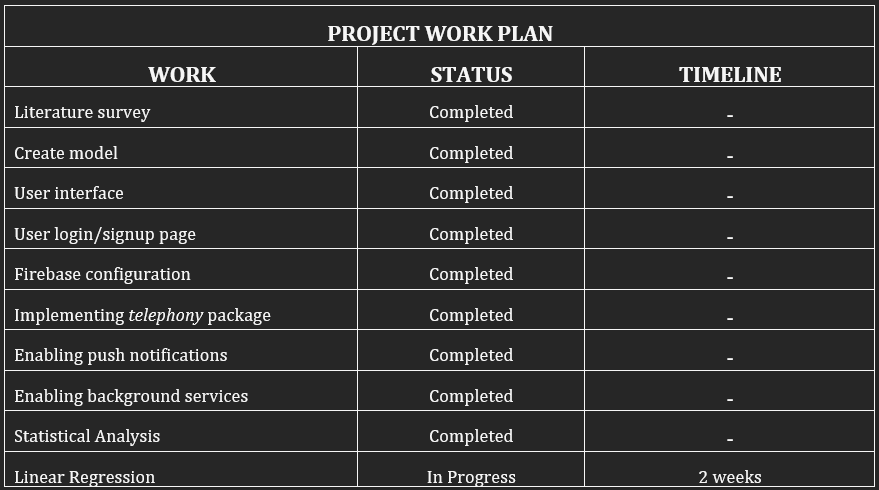 PROJECT WORK PLAN
WORK STATUS TIMELINE
Literature survey Completed -
Create model Completed -
User interface Completed -
User login/signup page Completed -
Firebase configuration Completed -
Implementing telephony package Completed -
Enabling push notifications Completed -
Enabling background services Completed -
Statistical Analysis Completed -
Linear Regression In Progress 2 weeks